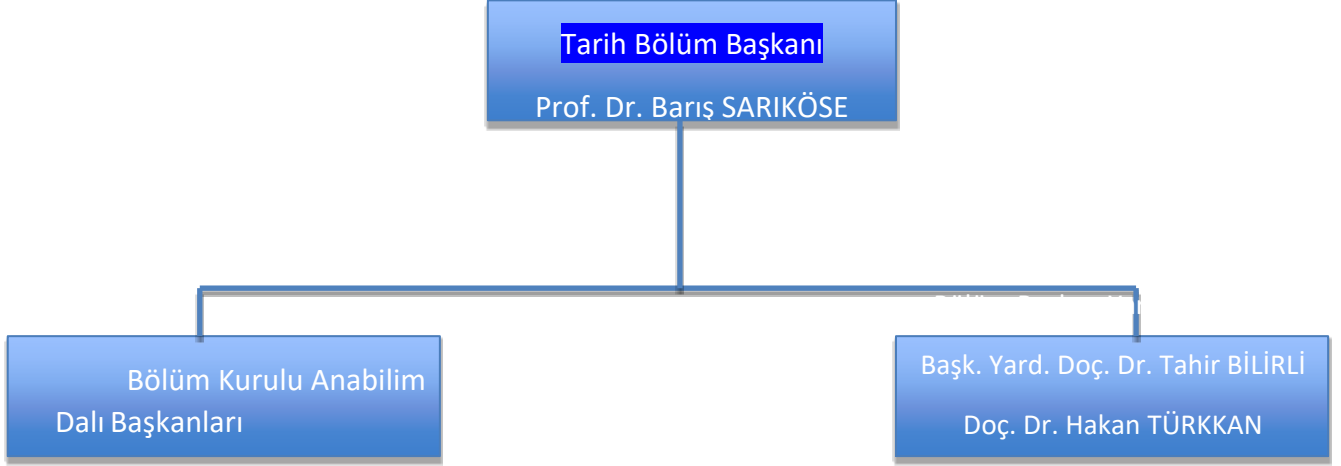 Tarih Bölüm Başkanı
Prof. Dr. Barış SARIKÖSE
Bölüm Kurulu Anabilim
Dalı Başkanları
Başk. Yard. Doç. Dr. Tahir BİLİRLİ
Doç. Dr. Hakan TÜRKKAN